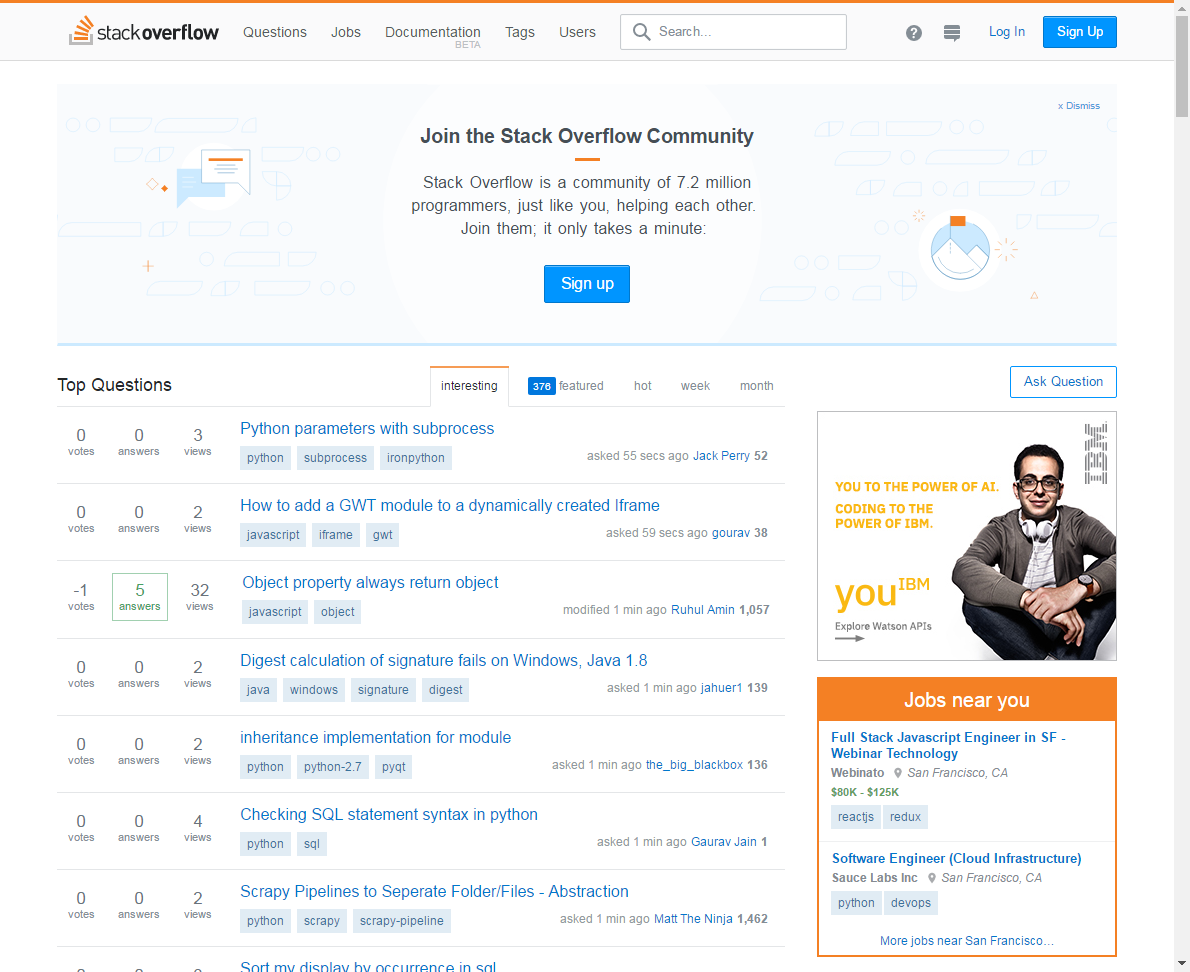 stackoverflow Questions Jobs Documentation Tags Users Search... ? Log In Sign Up
BETA
x Dismiss
Join the Stack Overflow Community
Stack Overflow is a community of 7.2 million
programmers, just like you, helping each other.
Join them; it only takes a minute:
Sign up
Top Questions interesting 376 featured hot week month
0 votes 0 answers 3 views
Python parameters with subprocess
python subprocess ironpython
asked 55 secs ago Jack Perry 52
0 votes 0 answers 2 views
How to add a GWT module to a dynamically created Iframe
javascript iframe gwt
asked 59 secs ago gourav 38
-1 votes 5 answers 32 views
Object property always return object
javascript object
modified 1 min ago Ruhul Amin 1,057
0 votes 0 answers 2 views
Digest calculation of signature fails on Windows, Java 1.8
java windows signature digest
asked 1 min ago jahuer1 139
0 votes 0 answers 2 views
inheritance implementation for module
python python-2.7 pyqt
asked 1 min ago the_big_blackbox 136
0 votes 0 answers 4 views
Checking SQL statement syntax in python
python sql
asked 1 min ago Gaurav Jain 1
0 votes 0 answers 2 views
Scrapy Pipelines to Seperate Folder/Files - Abstraction
python scrapy scrapy-pipeline
asked 1 min ago Matt The Ninja 1,462
Sort my display by occurrence in sql
Ask Question
IBM
YOU TO THE POWER OF AI.
CODING TO THE
POWER OF IBM.
you IBM
Explore Watson APIs
Jobs near you
Full Stack Javascript Engineer in SF -
Webinar Technology
Webinato San Francisco, CA
$80K - $125K
reactjs redux
Software Engineer (Cloud Infrastructure)
Sauce Labs Inc San Francisco, CA
python devops
More jobs near San Francisco...